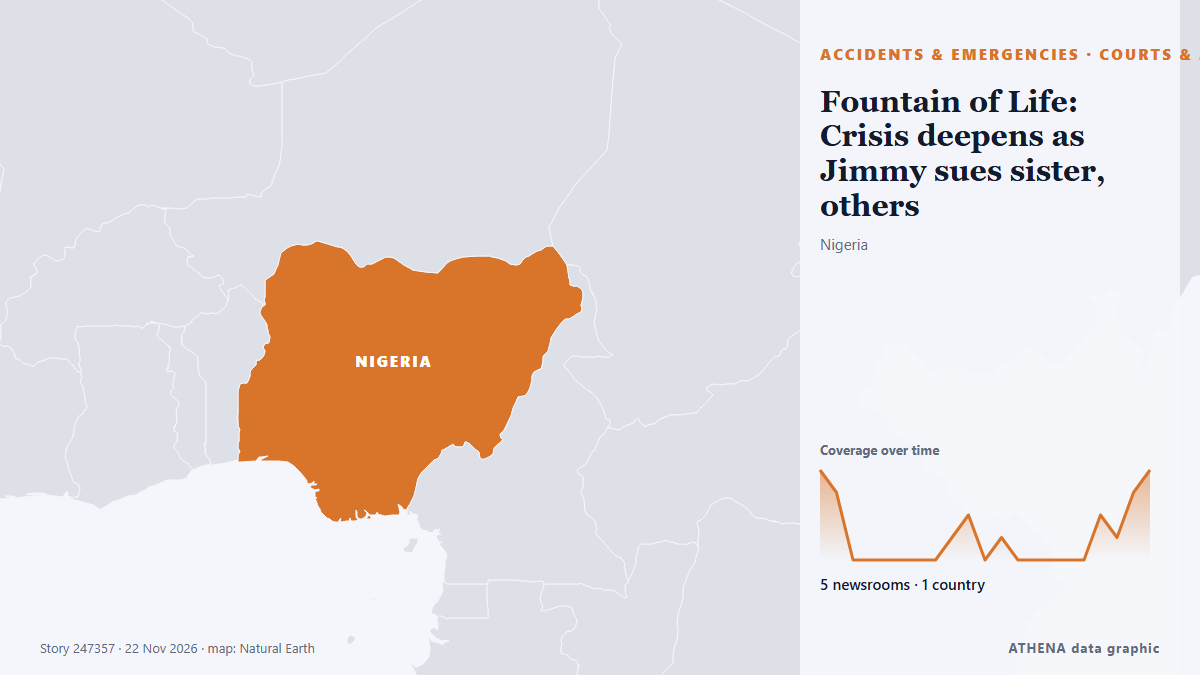 ACCIDENTS & EMERGENCIES · COURTS &
Fountain of Life:
Crisis deepens as
Jimmy sues sister,
others
Nigeria
NIGERIA
Coverage over time
5 newsrooms · 1 country
Story 247357 · 22 Nov 2026 · map: Natural Earth
ATHENA data graphic